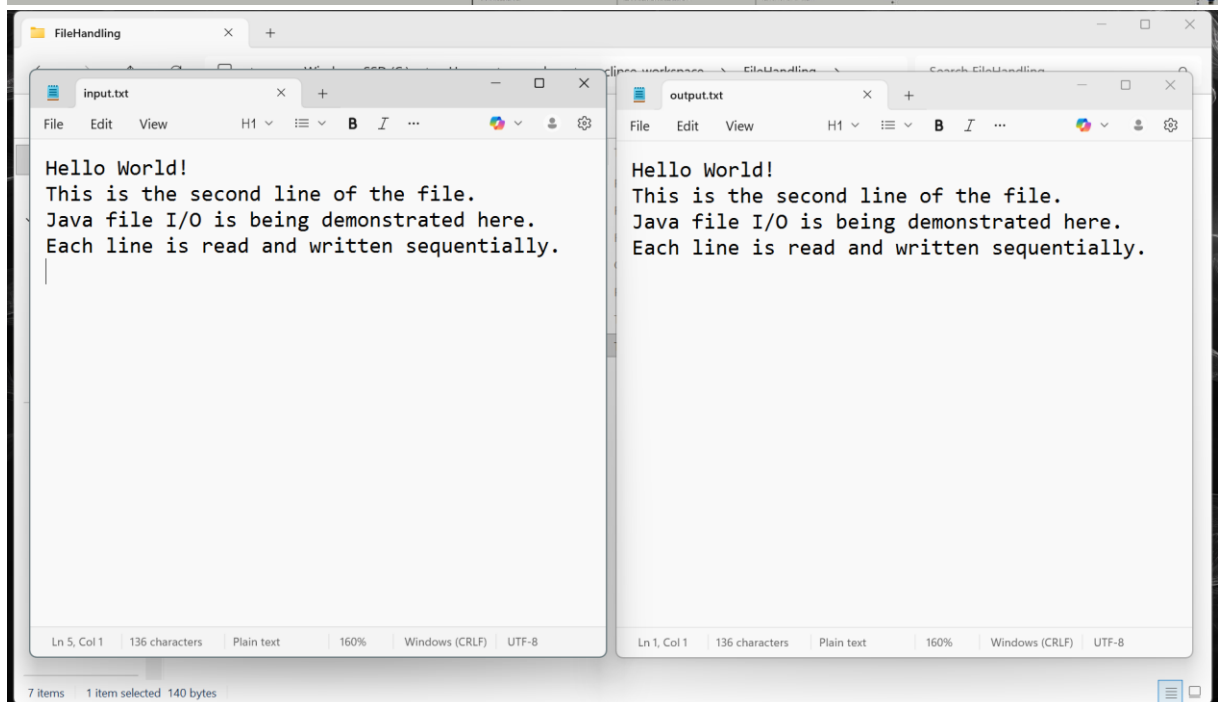 FileHandling
input.txt
File Edit View H1 B I ...
Hello World!
This is the second line of the file.
Java file I/O is being demonstrated here.
Each line is read and written sequentially.
Ln 5, Col 1 136 characters Plain text 160% Windows (CRLF) UTF-8
output.txt
File Edit View H1 B I ...
Hello World!
This is the second line of the file.
Java file I/O is being demonstrated here.
Each line is read and written sequentially.
Ln 1, Col 1 136 characters Plain text 160% Windows (CRLF) UTF-8
7 items 1 item selected 140 bytes